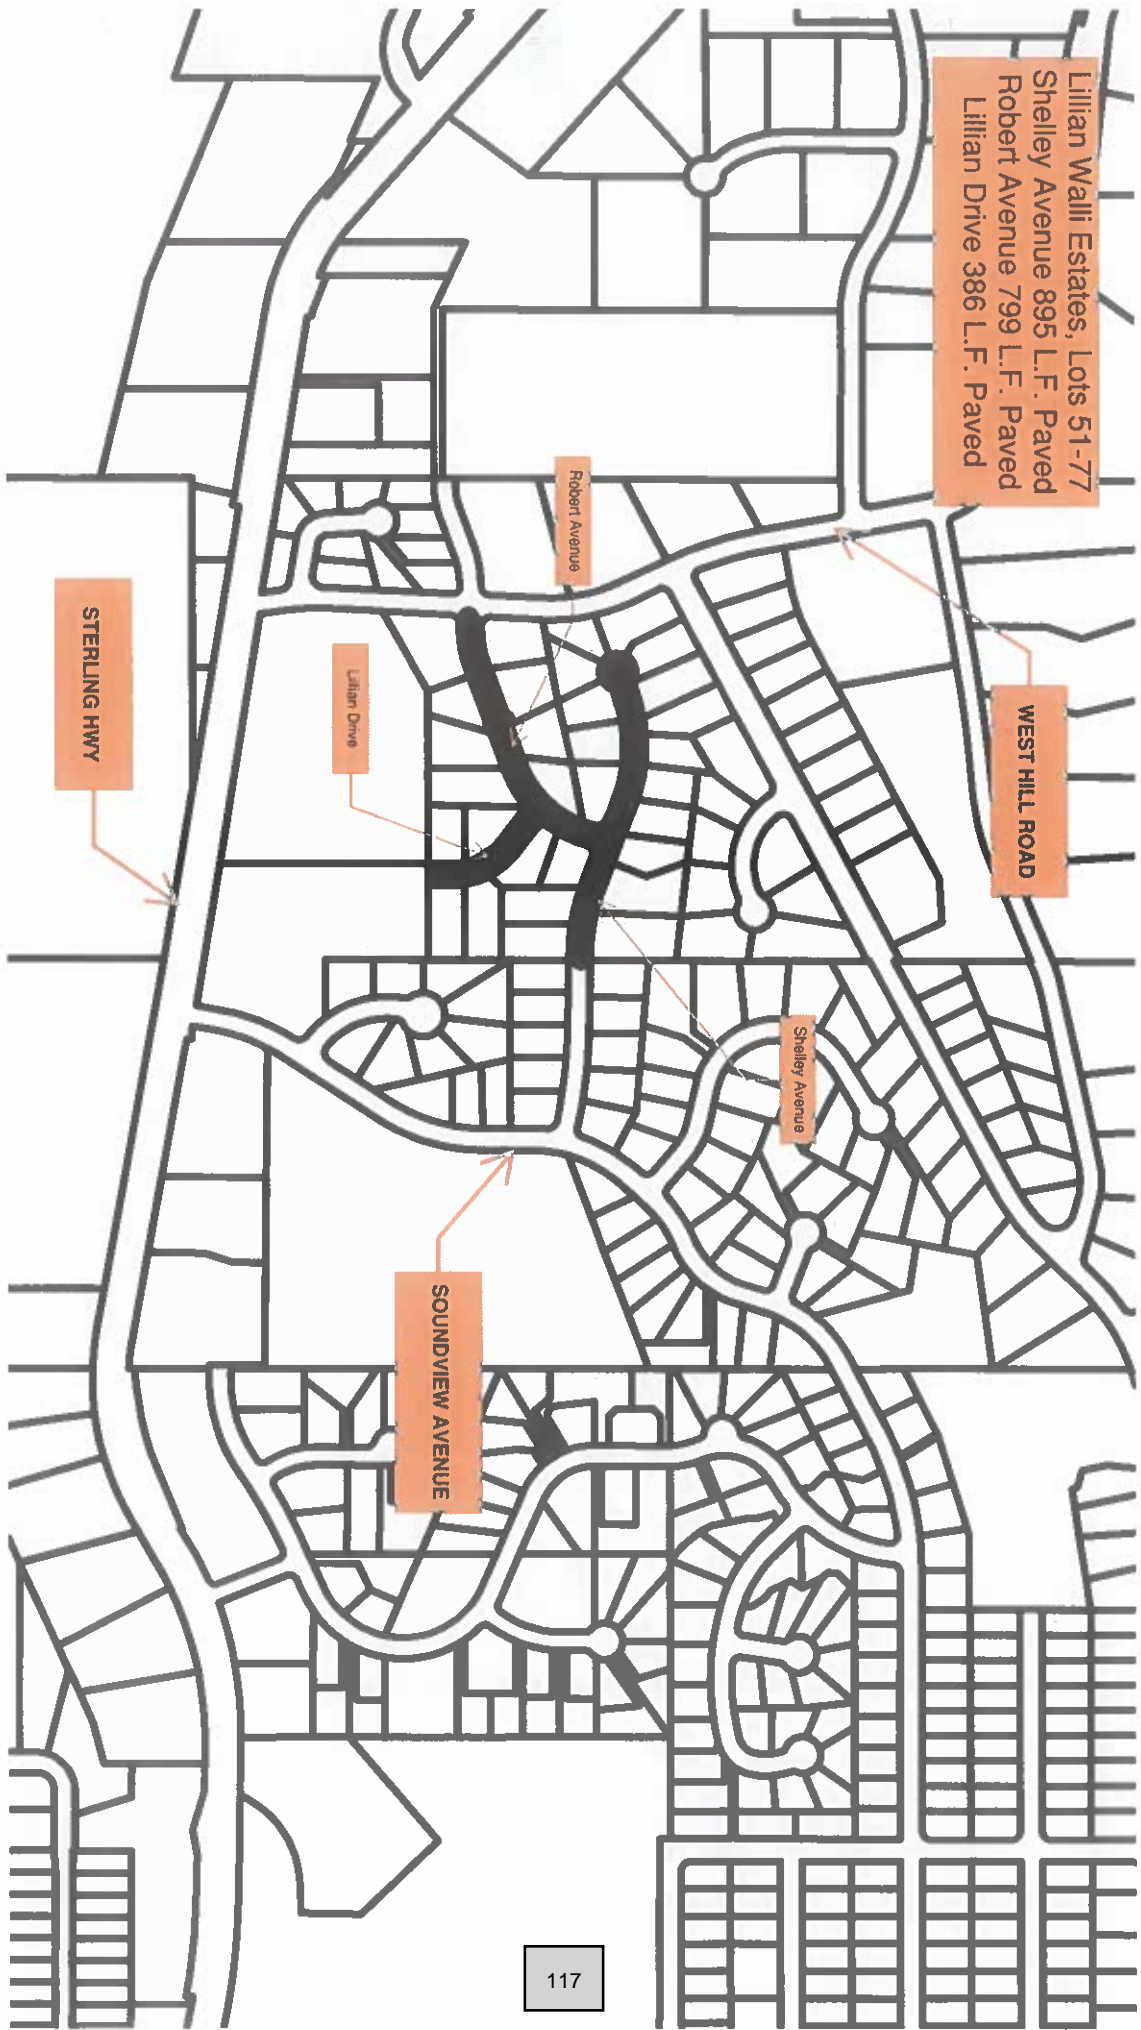 Lillian Walli Estates, Lots 51-77
Shelley Avenue 895 L.F. Paved
Robert Avenue 799 L.F. Paved
Lillian Drive 386 L.F. Paved
WEST HILL ROAD
Robert Avenue
Shelley Avenue
Lillian Drive
SOUNDVIEW AVENUE
STERLING HWY
117